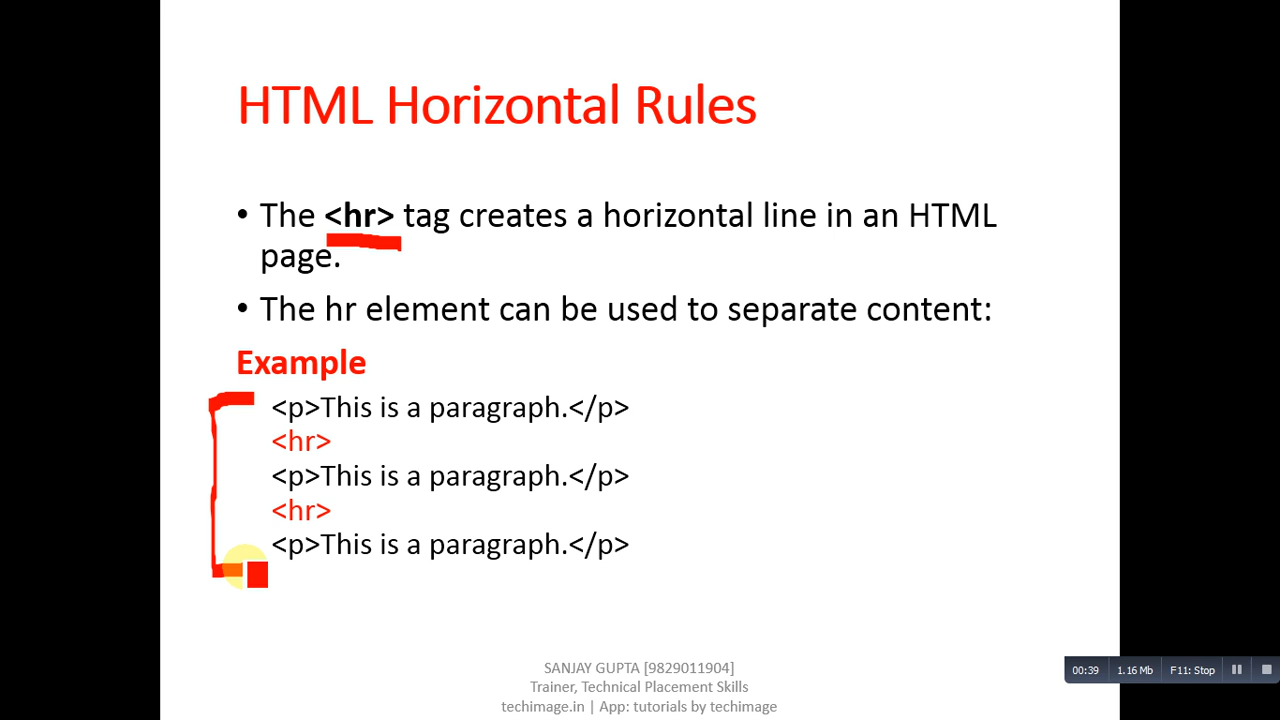 HTML Horizontal Rules
• The <hr> tag creates a horizontal line in an HTML
page.
• The hr element can be used to separate content:
Example
<p>This is a paragraph.</p>
<hr>
<p>This is a paragraph.</p>
<hr>
<p>This is a paragraph.</p>
SANJAY GUPTA [9829011904]
Trainer, Technical Placement Skills
techimage.in | App: tutorials by techimage
00:39 1.16 Mb F11: Stop